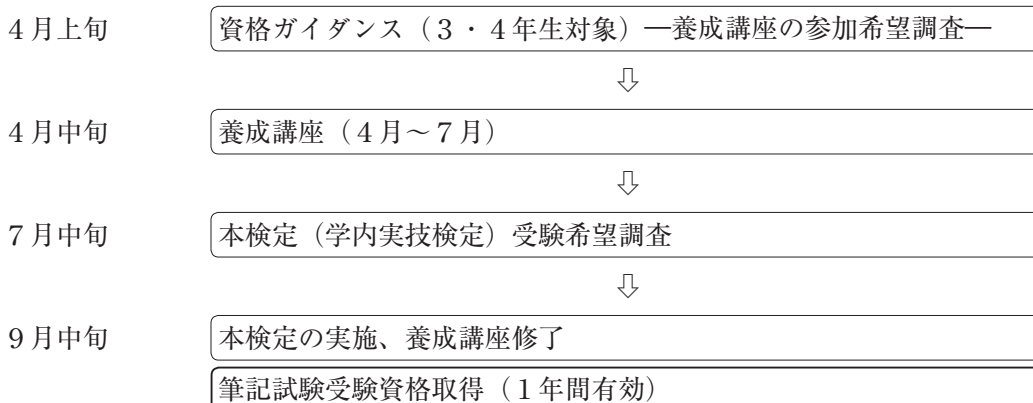 4月上旬 資格ガイダンス(3・4年生対象)―養成講座の参加希望調査―
⇩
4月中旬 養成講座(4月~7月)
⇩
7月中旬 本検定(学内実技検定)受験希望調査
⇩
9月中旬 本検定の実施、養成講座修了
筆記試験受験資格取得(1年間有効)